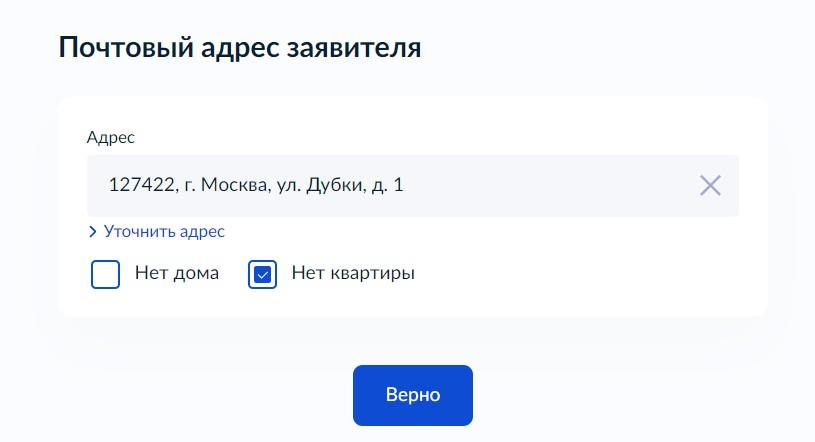 Почтовый адрес заявителя
Адрес
127422, г. Москва, ул. Дубки, д. 1
Уточнить адрес
Нет дома Нет квартиры
Верно